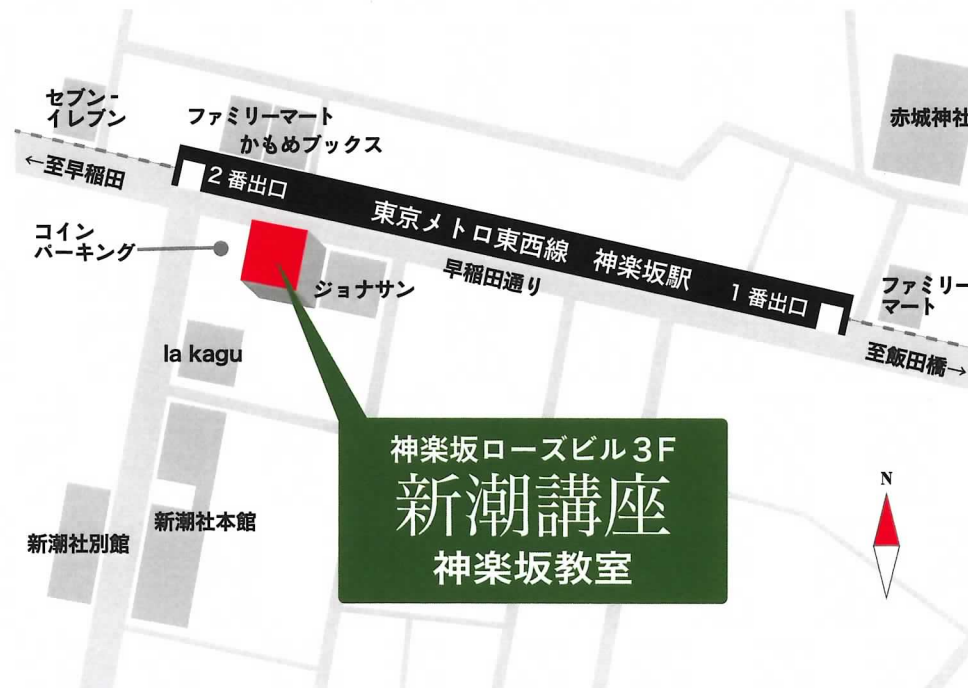 セブン-
イレブン
ファミリーマート
かもめブックス
赤城神社
←至早稲田
2番出口
コイン
パーキング
東京メトロ東西線　神楽坂駅
1番出口
早稲田通り
ジョナサン
ファミリー
マート
至飯田橋→
la kagu
神楽坂ローズビル3F
新潮講座
神楽坂教室
新潮社本館
新潮社別館
N